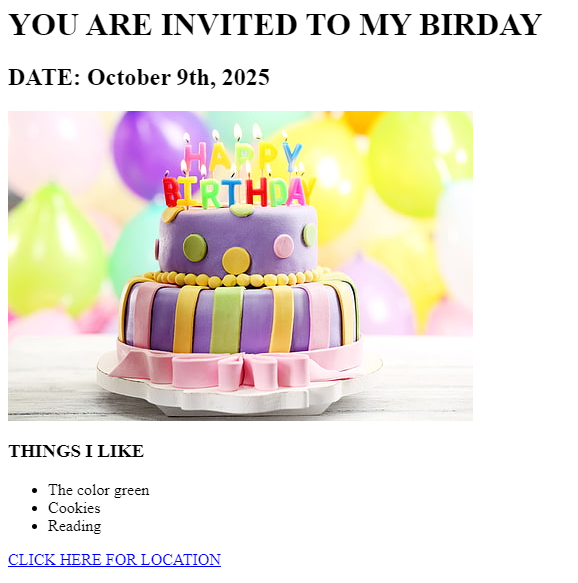 YOU ARE INVITED TO MY BIRDAY
DATE: October 9th, 2025
HAPPY
BIRTHDAY
THINGS I LIKE
The color green
Cookies
Reading
CLICK HERE FOR LOCATION